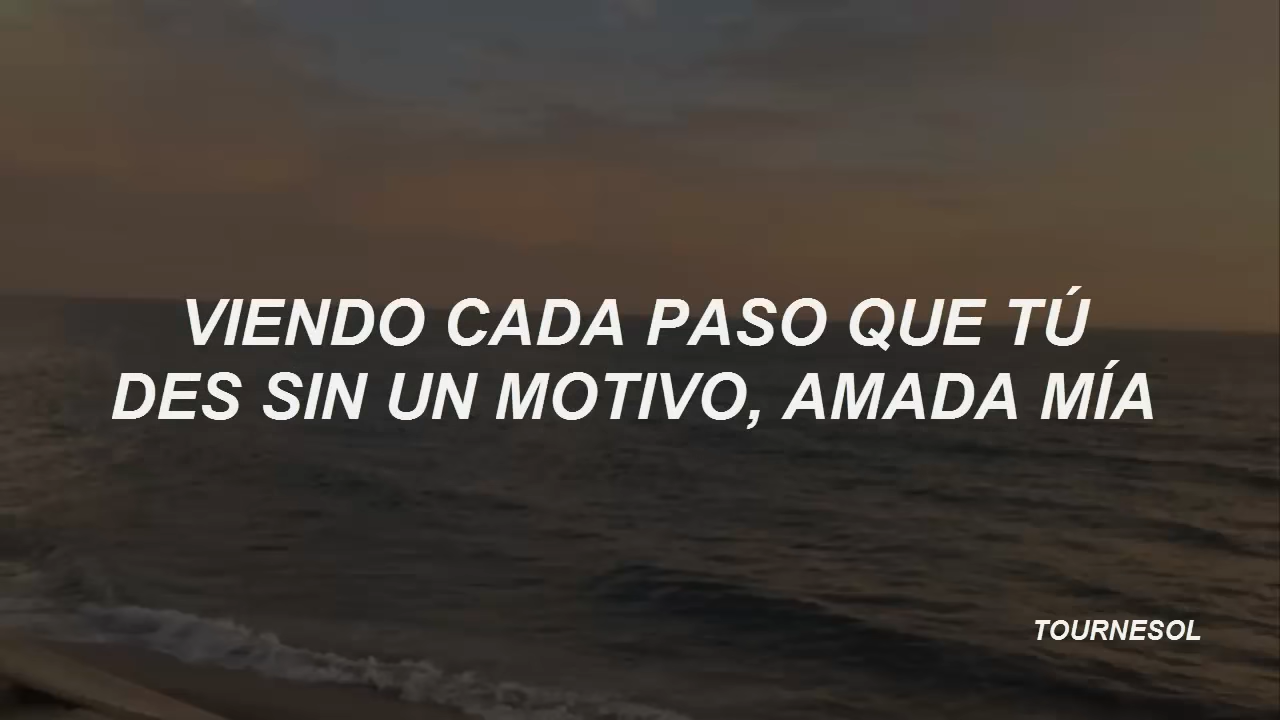 VIENDO CADA PASO QUE TÚ
DES SIN UN MOTIVO, AMADA MÍA
TOURNESOL